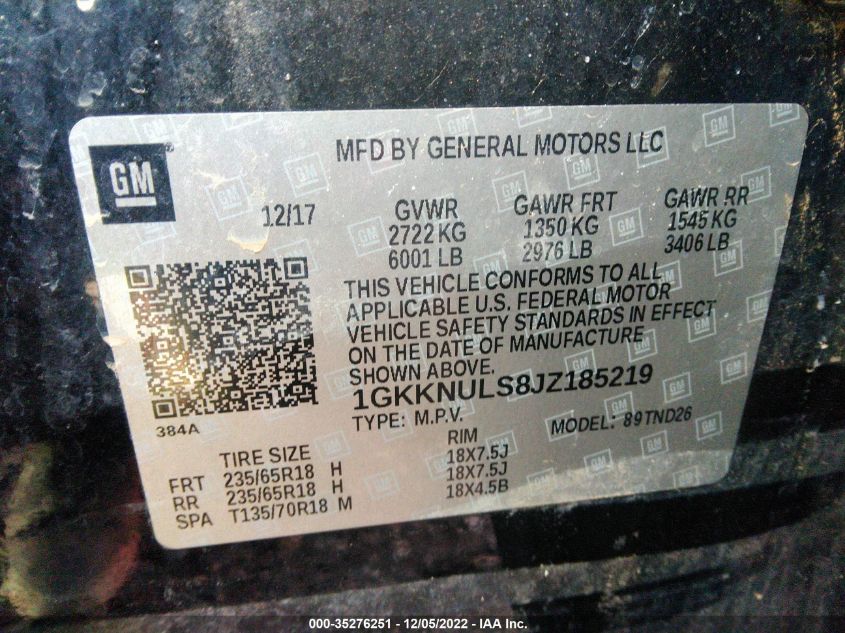 GM
MFD BY GENERAL MOTORS LLC
12/17
GVWR
2722 KG
6001 LB
GAWR FRT
1350 KG
2976 LB
GAWR RR
1545 KG
3406 LB
THIS VEHICLE CONFORMS TO ALL
APPLICABLE U.S. FEDERAL MOTOR
VEHICLE SAFETY STANDARDS IN EFFECT
ON THE DATE OF MANUFACTURE
SHOWN ABOVE.
1GKKNULS8JZ185219
384A
TYPE: M.P.V.
MODEL: 89TND26
TIRE SIZE
RIM
FRT 235/65R18 H
18X7.5J
RR 235/65R18 H
18X7.5J
SPA T135/70R18 M
18X4.5B
000-35276251 - 12/05/2022 - IAA Inc.